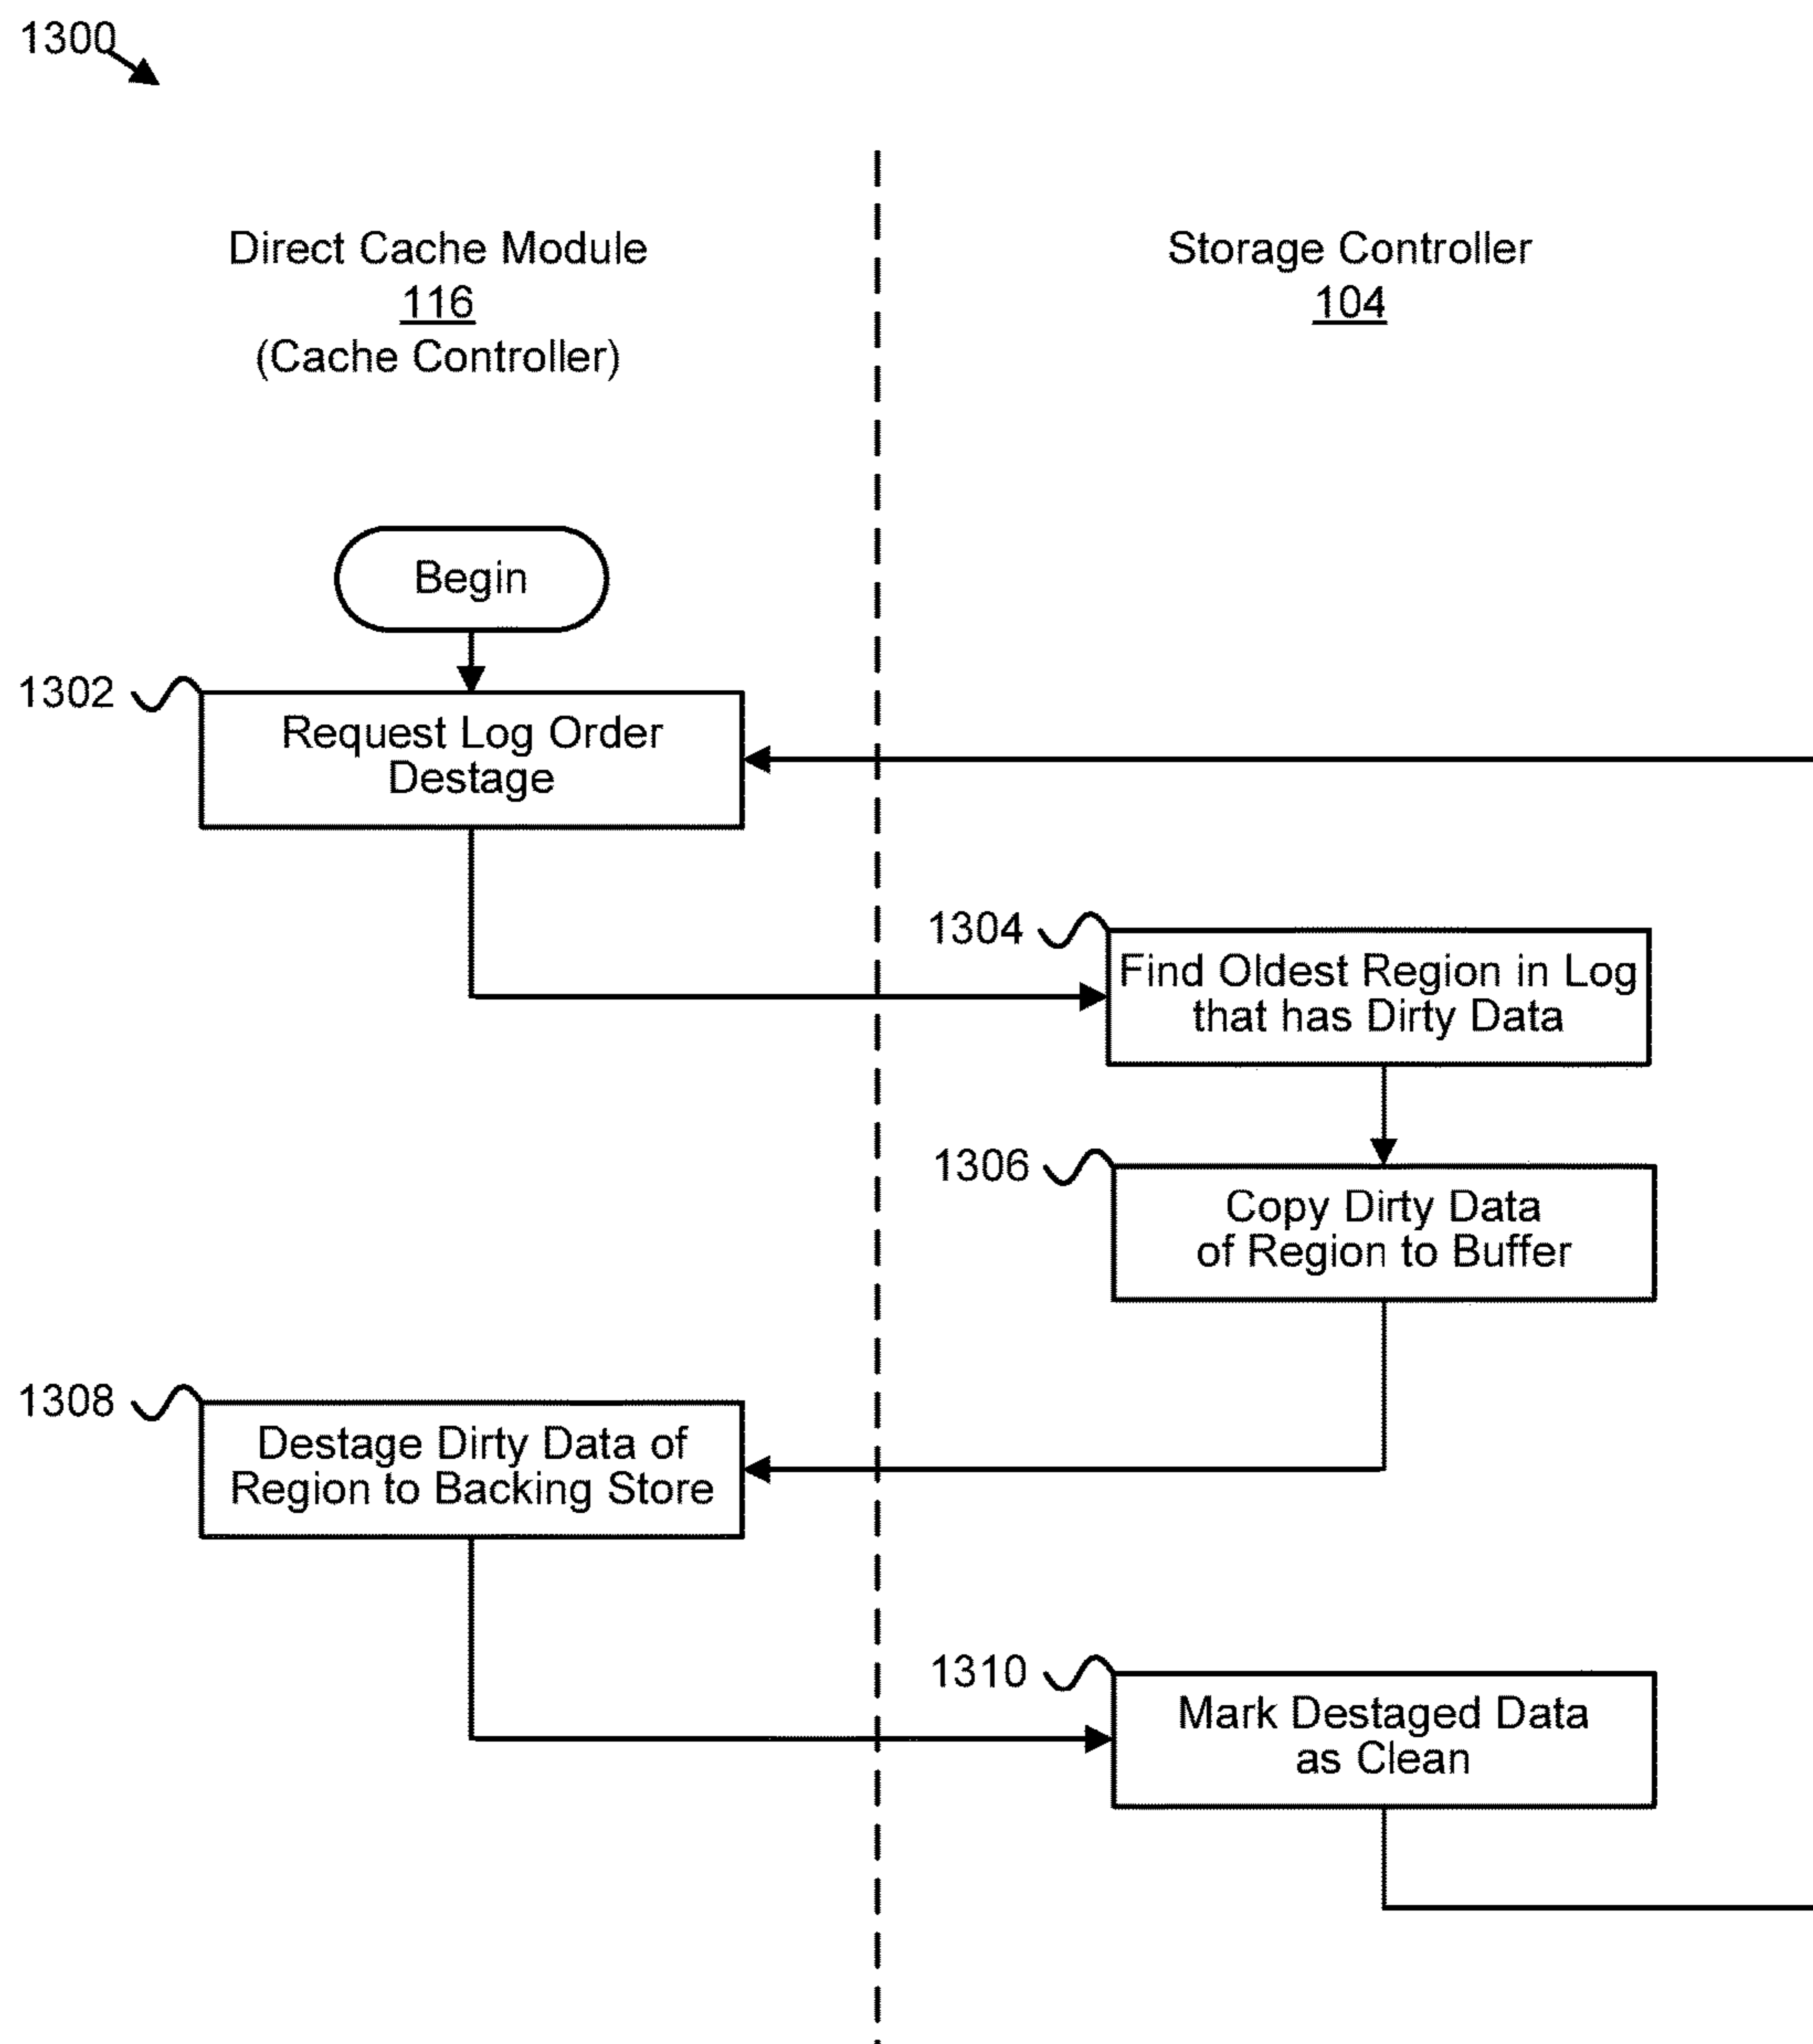 1300
Direct Cache Module
116
(Cache Controller)
Storage Controller
104
Begin
1302
Request Log Order
Destage
1304
Find Oldest Region in Log
that has Dirty Data
1306
Copy Dirty Data
of Region to Buffer
1308
Destage Dirty Data of
Region to Backing Store
1310
Mark Destaged Data
as Clean